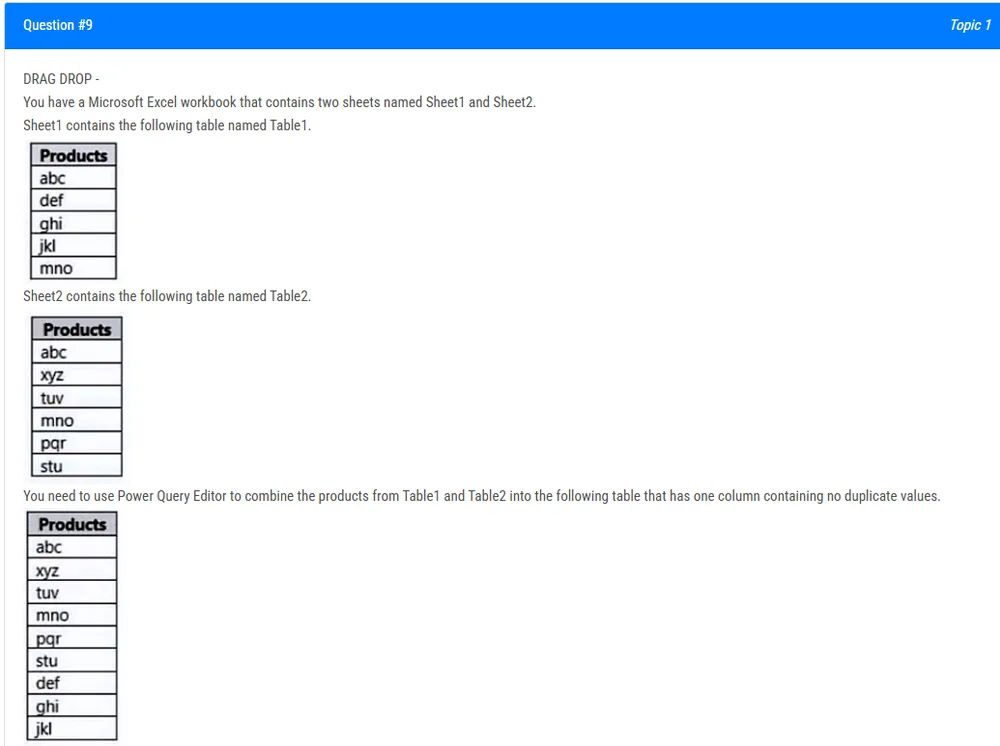 Question #9
Topic 1
DRAG DROP -
You have a Microsoft Excel workbook that contains two sheets named Sheet1 and Sheet2.
Sheet1 contains the following table named Table1.
Products
abc
def
ghi
jkl
mno
Sheet2 contains the following table named Table2.
Products
abc
xyz
tuv
mno
pqr
stu
You need to use Power Query Editor to combine the products from Table1 and Table2 into the following table that has one column containing no duplicate values.
Products
abc
xyz
tuv
mno
pqr
stu
def
ghi
jkl